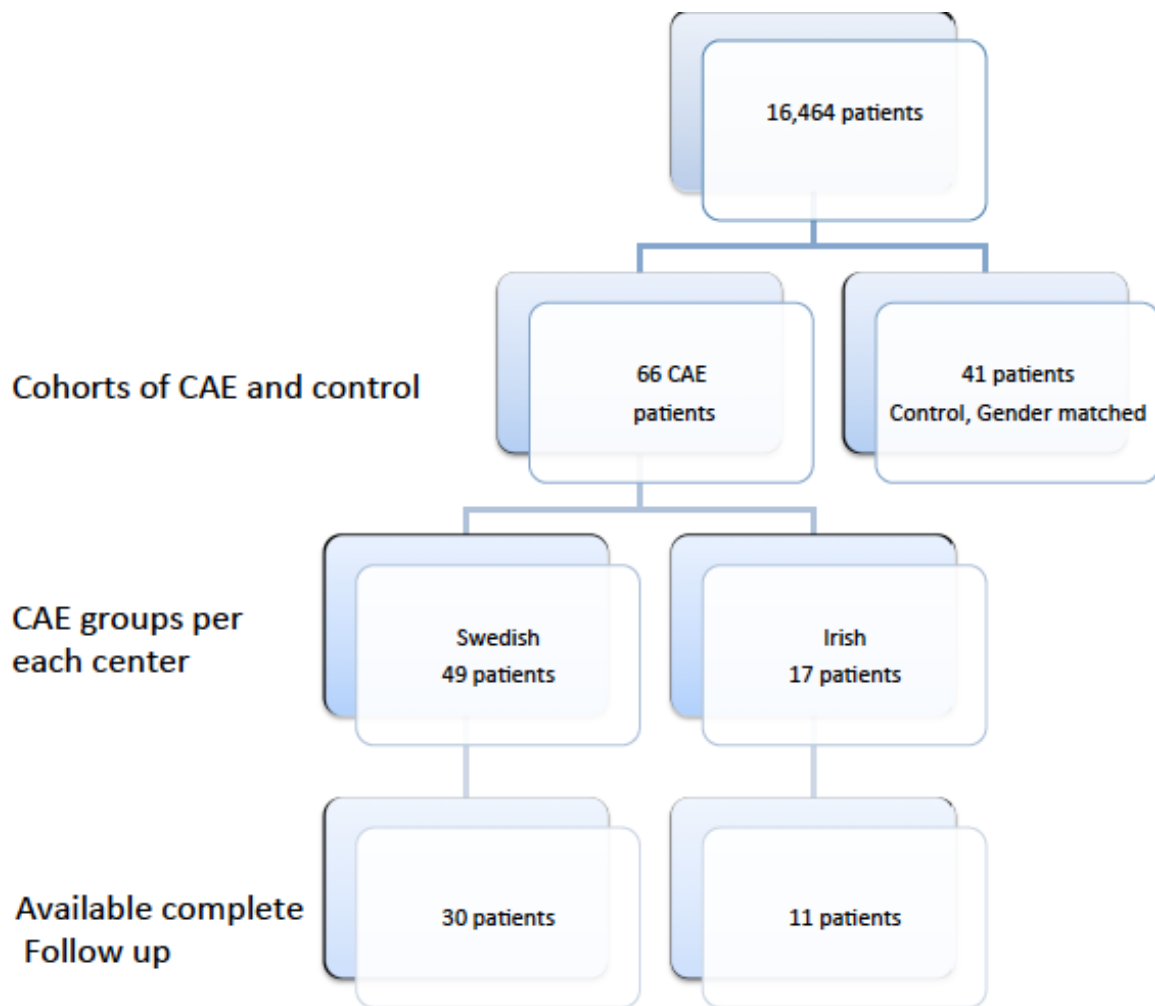 16,464 patients
Cohorts of CAE and control
66 CAE
patients
41 patients
Control, Gender matched
CAE groups per
each center
Swedish
49 patients
Irish
17 patients
Available complete
Follow up
30 patients
11 patients